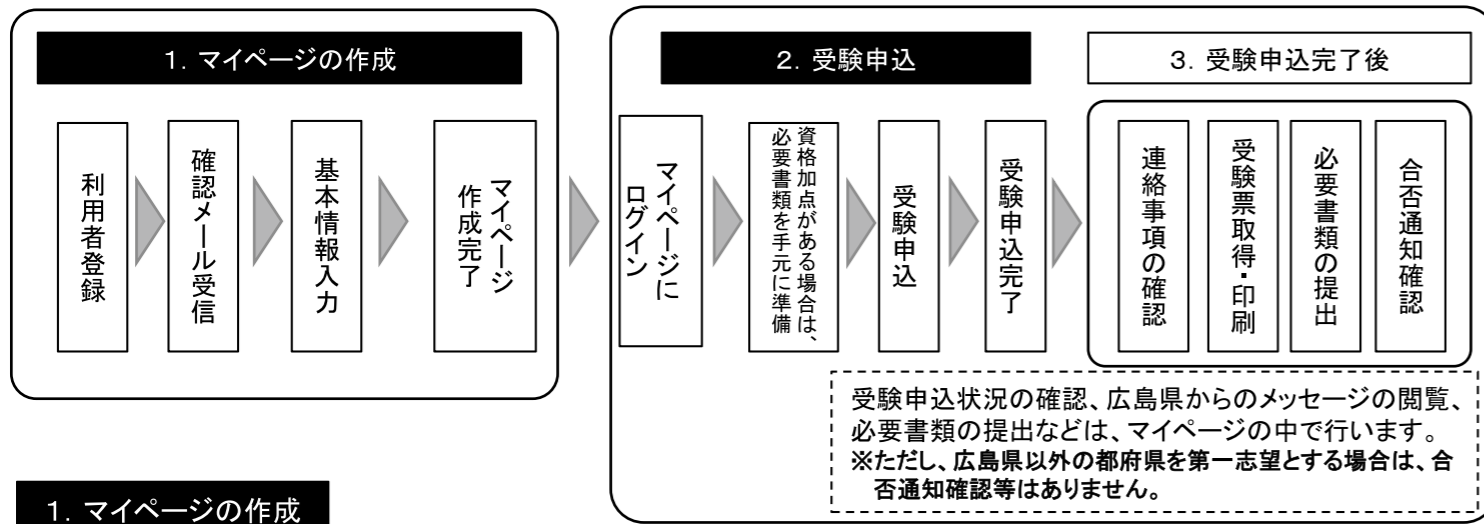 1．マイページの作成
2．受験申込
3．受験申込完了後
利用者登録
確認メール受信
基本情報入力
マイページ
作成完了
マイページに
ログイン
資格加点がある場合は、
必要書類を手元に準備
受験申込
受験申込完了
連絡事項の確認
受験票取得・印刷
必要書類の提出
合否通知確認
受験申込状況の確認、広島県からのメッセージの閲覧、
必要書類の提出などは、マイページの中で行います。
※ただし、広島県以外の都府県を第一志望とする場合は、合
否通知確認等はありません。
1．マイページの作成